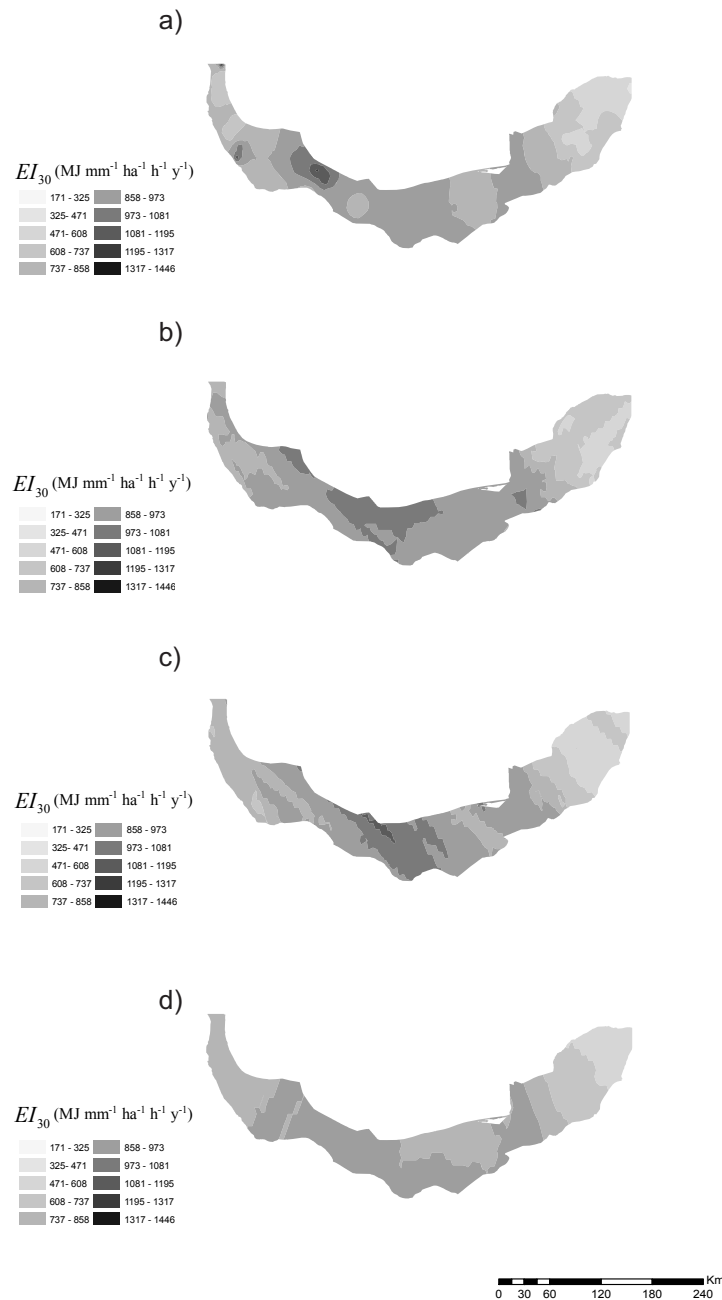 a)
EI30 (MJ mm-1 ha-1 h-1 y-1)
171 - 325 858 - 973
325- 471 973 - 1081
471- 608 1081 - 1195
608 - 737 1195 - 1317
737 - 858 1317 - 1446
b)
EI30 (MJ mm-1 ha-1 h-1 y-1)
171 - 325 858 - 973
325- 471 973 - 1081
471- 608 1081 - 1195
608 - 737 1195 - 1317
737 - 858 1317 - 1446
c)
EI30 (MJ mm-1 ha-1 h-1 y-1)
171 - 325 858 - 973
325- 471 973 - 1081
471- 608 1081 - 1195
608 - 737 1195 - 1317
737 - 858 1317 - 1446
d)
EI30 (MJ mm-1 ha-1 h-1 y-1)
171 - 325 858 - 973
325- 471 973 - 1081
471- 608 1081 - 1195
608 - 737 1195 - 1317
737 - 858 1317 - 1446
Km
0 30 60 120 180 240